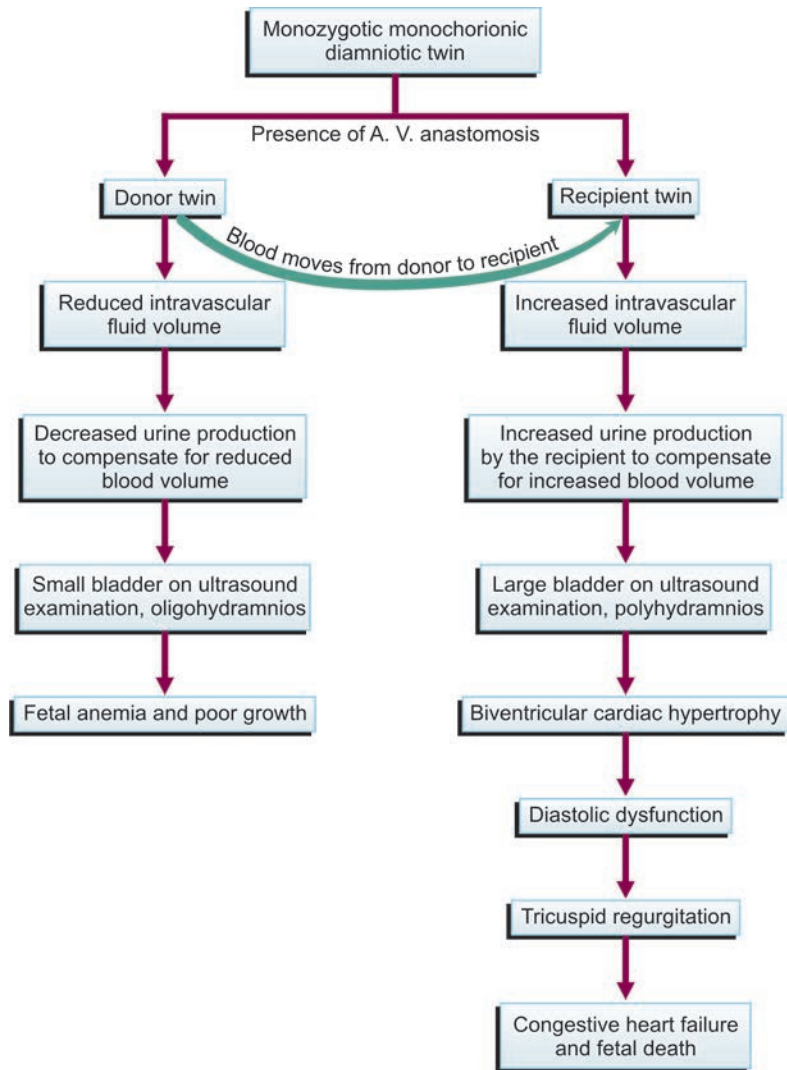 Monozygotic monochorionic
diamniotic twin
Presence of A. V. anastomosis
Donor twin
Recipient twin
Blood moves from donor to recipient
Reduced intravascular
fluid volume
Increased intravascular
fluid volume
Decreased urine production
to compensate for reduced
blood volume
Increased urine production
by the recipient to compensate
for increased blood volume
Small bladder on ultrasound
examination, oligohydramnios
Large bladder on ultrasound
examination, polyhydramnios
Fetal anemia and poor growth
Biventricular cardiac hypertrophy
Diastolic dysfunction
Tricuspid regurgitation
Congestive heart failure
and fetal death